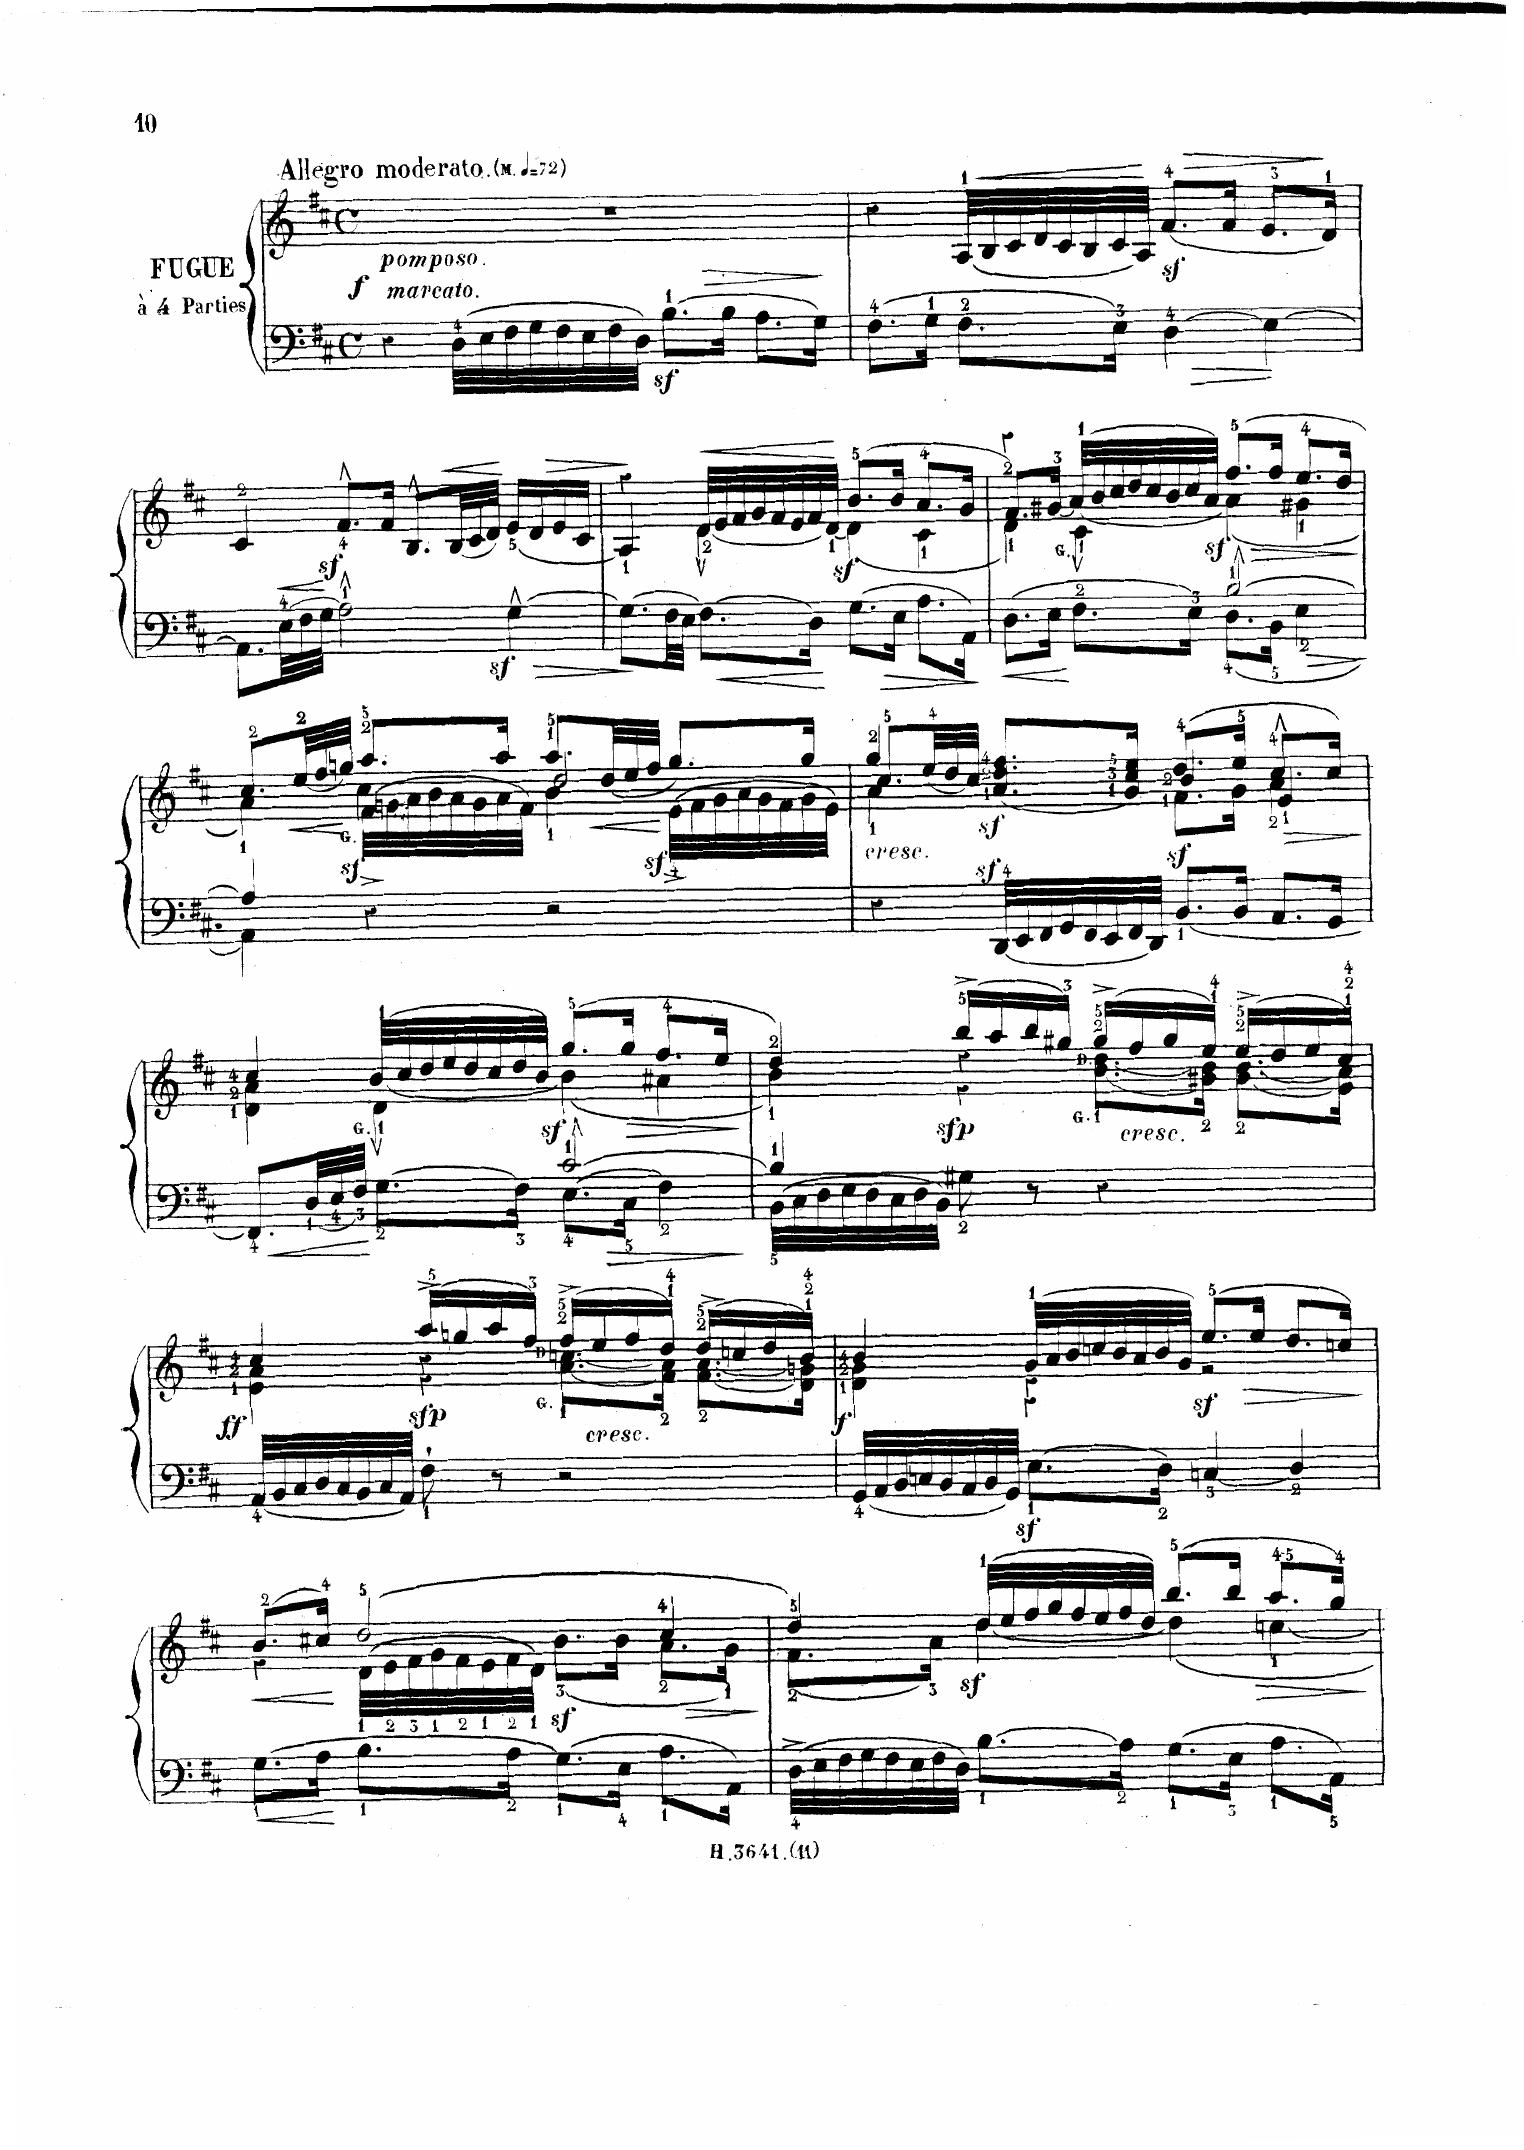 10
Allegro moderato. (M. ♩=72)
FUGUE
à 4 Parties
pomposo.
f marcato.
sf
sf
sf
sf
sf
G.
sf
G.
sf
sf
cresc.
sf
sf
sf
G.
sf
sfp
D.
G.
cresc.
ff
sfp
D.
G.
cresc.
f
sf
sf
sf
sf
H.3641.(11)